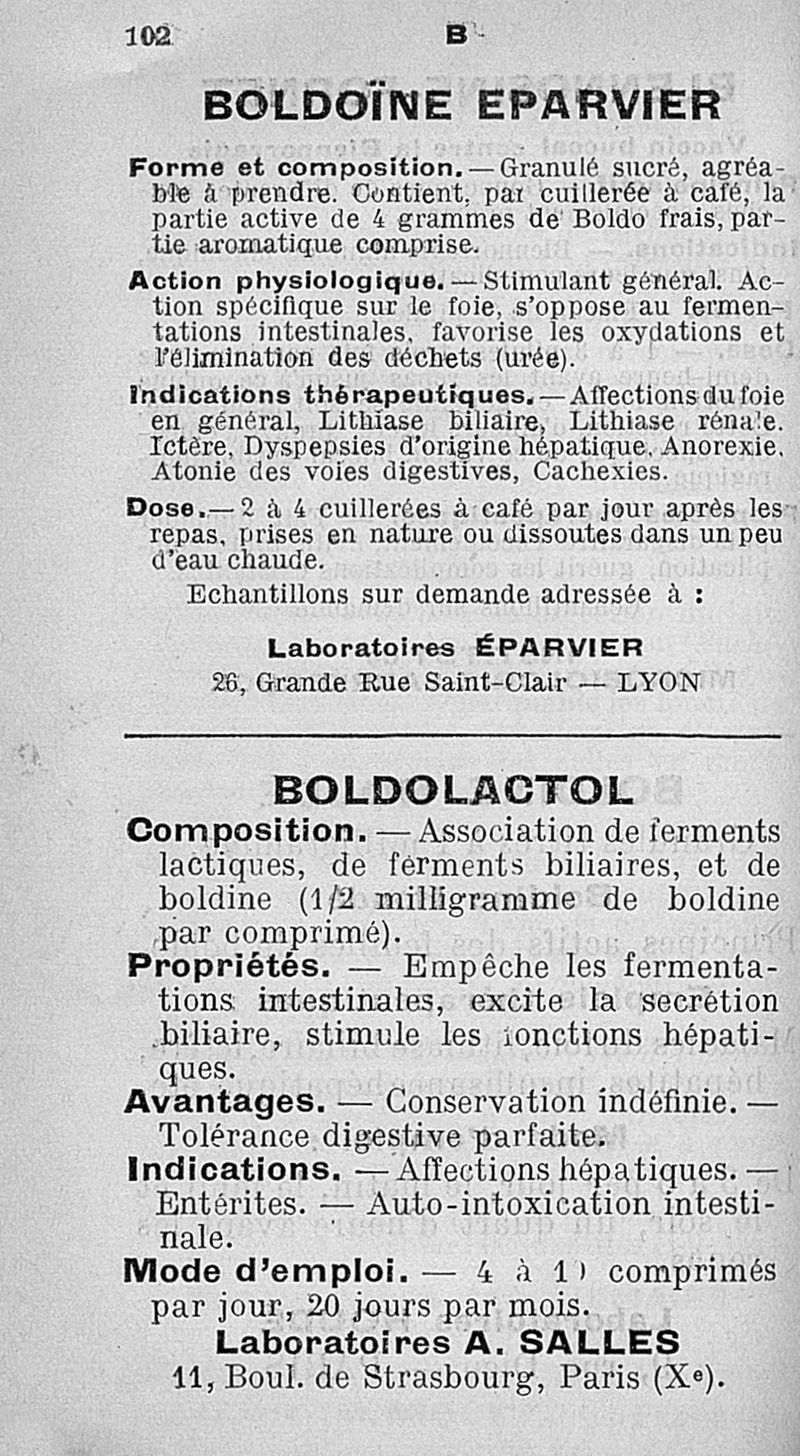 102
B
BOLDOÏNE EPARVIER
Forme et composition. — Granulé sucré, agréa-
ble à prendre. Contient, par cuillerée à café, la
partie active de 4 grammes de Boldo frais, par-
tie aromatique comprise.
Action physiologique. — Stimulant général. Ac-
tion spécifique sur le foie, s'oppose au fermen-
tations intestinales, favorise les oxydations et
l'élimination des déchets (urée).
Indications thérapeutiques. — Affections du foie
en général, Lithiase biliaire, Lithiase rénale.
Ictère, Dyspepsies d'origine hépatique, Anorexie,
Atonie des voies digestives, Cachexies.
Dose. — 2 à 4 cuillerées à café par jour après les
repas, prises en nature ou dissoutes dans un peu
d'eau chaude.
Echantillons sur demande adressée à :
Laboratoires ÉPARVIER
26, Grande Rue Saint-Clair — LYON
BOLDOLACTOL
Composition. — Association de ferments
lactiques, de ferments biliaires, et de
boldine (1/2 milligramme de boldine
par comprimé).
Propriétés. — Empêche les fermenta-
tions intestinales, excite la secrétion
biliaire, stimule les fonctions hépati-
ques.
Avantages. — Conservation indéfinie. —
Tolérance digestive parfaite.
Indications. — Affections hépatiques. —
Entérites. — Auto-intoxication intesti-
nale.
Mode d'emploi. — 4 à comprimés
par jour, 20 jours par mois.
Laboratoires A. SALLES
11, Boul. de Strasbourg, Paris (Xe).